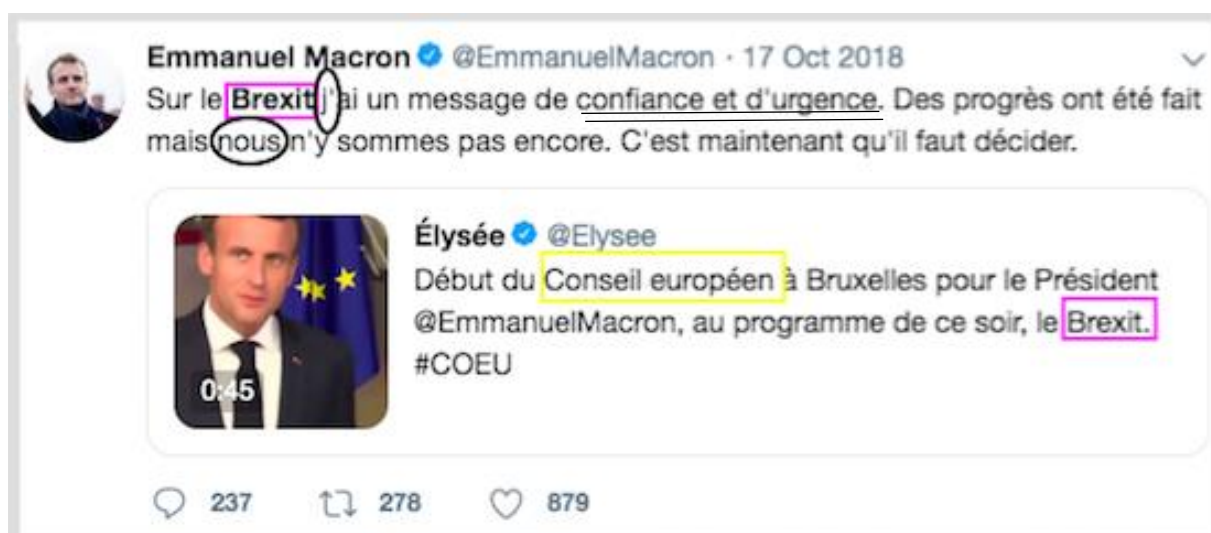 Emmanuel Macron @EmmanuelMacron · 17 Oct 2018
Sur le Brexit j'ai un message de confiance et d'urgence. Des progrès ont été fait
mais nous n'y sommes pas encore. C'est maintenant qu'il faut décider.
Élysée @Elysee
Début du Conseil européen à Bruxelles pour le Président
@EmmanuelMacron, au programme de ce soir, le Brexit.
#COEU
0:45
237 278 879